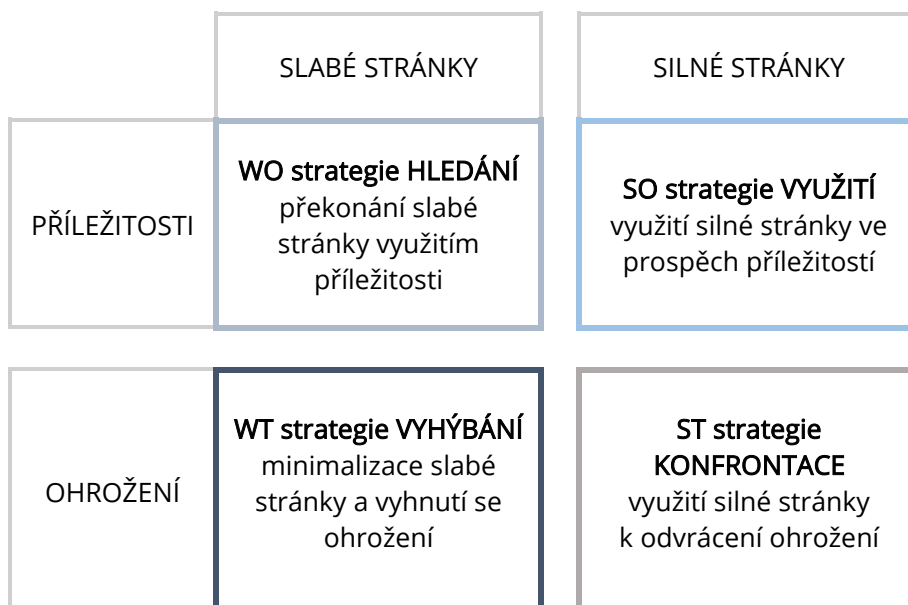 SLABÉ STRÁNKY
SILNÉ STRÁNKY
PŘÍLEŽITOSTI
WO strategie HLEDÁNÍ
překonání slabé
stránky využitím
příležitosti
SO strategie VYUŽITÍ
využití silné stránky ve
prospěch příležitostí
OHROŽENÍ
WT strategie VYHÝBÁNÍ
minimalizace slabé
stránky a vyhnutí se
ohrožení
ST strategie
KONFRONTACE
využití silné stránky
k odvrácení ohrožení